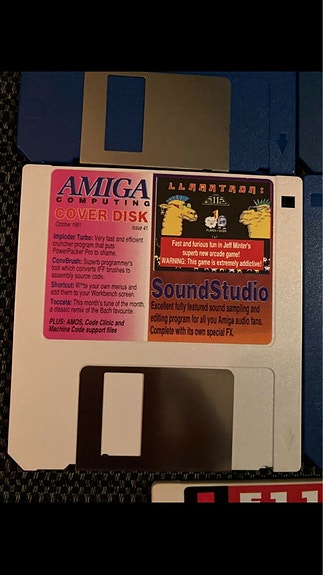 AMIGA
COMPUTING
COVER DISK
October 1991 Issue 41
Imploder Turbo: Very fast and efficient
cruncher program that puts
PowerPacker Pro to shame.
ConvBrush: Superb programmer's
tool which converts IFF brushes to
assembly source code.
Shortcut: Write your own menus and
add them to your Workbench screen.
Toccata: This month's tune of the month,
a classic remix of the Bach favourite.
PLUS: AMOS, Code Clinic and
Machine Code support files
LLAMATRON:
Fast and furious fun in Jeff Minter's
superb new arcade game!
WARNING: This game is extremely addictive!
SoundStudio
Excellent fully featured sound sampling and
editing program for all you Amiga audio fans.
Complete with its own special FX.